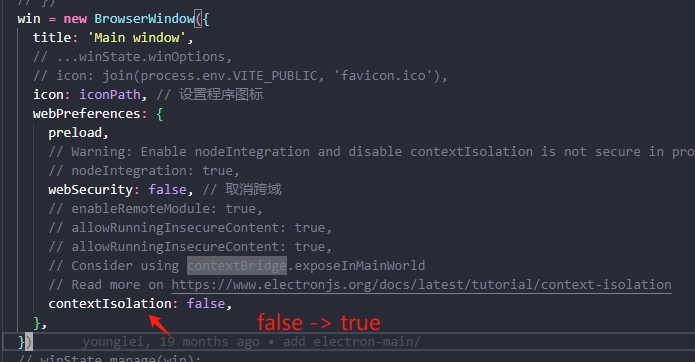 // })
win = new BrowserWindow({
title: 'Main window',
// ...winState.winOptions,
// icon: join(process.env.VITE_PUBLIC, 'favicon.ico'),
icon: iconPath, // 设置程序图标
webPreferences: {
preload,
// Warning: Enable nodeIntegration and disable contextIsolation is not secure in pro
// nodeIntegration: true,
webSecurity: false, // 取消跨域
// enableRemoteModule: true,
// allowRunningInsecureContent: true,
// allowRunningInsecureContent: true,
// Consider using contextBridge.exposeInMainWorld
// Read more on https://www.electronjs.org/docs/latest/tutorial/context-isolation
contextIsolation: false,
},
false -> true
}) younglei, 19 months ago • add electron-main/
// winState.manage(win);